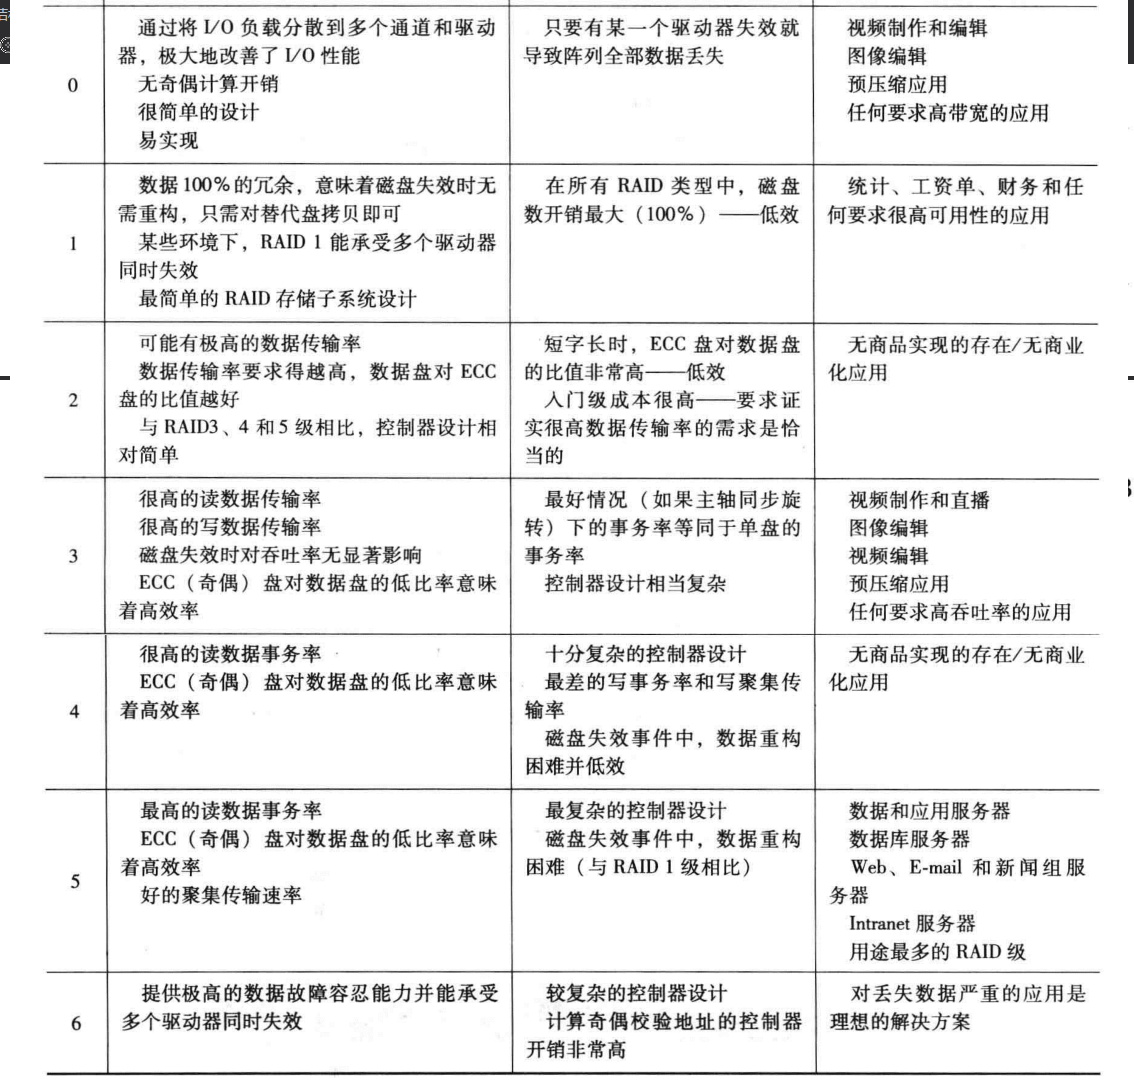 0
通过将 I/O 负载分散到多个通道和驱动
器，极大地改善了 I/O 性能
无奇偶计算开销
很简单的设计
易实现
只要有某一个驱动器失效就
导致阵列全部数据丢失
视频制作和编辑
图像编辑
预压缩应用
任何要求高带宽的应用
1
数据 100%的冗余，意味着磁盘失效时无
需重构，只需对替代盘拷贝即可
某些环境下，RAID 1 能承受多个驱动器
同时失效
最简单的 RAID 存储子系统设计
在所有 RAID 类型中，磁盘
数开销最大（100%）——低效
统计、工资单、财务和任
何要求很高可用性的应用
2
可能有极高的数据传输率
数据传输率要求得越高，数据盘对 ECC
盘的比值越好
与 RAID3、4 和 5 级相比，控制器设计相
对简单
短字长时，ECC 盘对数据盘
的比值非常高——低效
入门级成本很高——要求证
实很高数据传输率的需求是恰
当的
无商品实现的存在/无商业
化应用
3
很高的读数据传输率
很高的写数据传输率
磁盘失效时对吞吐率无显著影响
ECC（奇偶）盘对数据盘的低比率意味
着高效率
最好情况（如果主轴同步旋
转）下的事务率等同于单盘的
事务率
控制器设计相当复杂
视频制作和直播
图像编辑
视频编辑
预压缩应用
任何要求高吞吐率的应用
4
很高的读数据事务率
ECC（奇偶）盘对数据盘的低比率意味
着高效率
十分复杂的控制器设计
最差的写事务率和写聚集传
输率
磁盘失效事件中，数据重构
困难并低效
无商品实现的存在/无商业
化应用
5
最高的读数据事务率
ECC（奇偶）盘对数据盘的低比率意味
着高效率
好的聚集传输速率
最复杂的控制器设计
磁盘失效事件中，数据重构
困难（与 RAID 1 级相比）
数据和应用服务器
数据库服务器
Web、E-mail 和新闻组服
务器
Intranet 服务器
用途最多的 RAID 级
6
提供极高的数据故障容忍能力并能承受
多个驱动器同时失效
较复杂的控制器设计
计算奇偶校验地址的控制器
开销非常高
对丢失数据严重的应用是
理想的解决方案